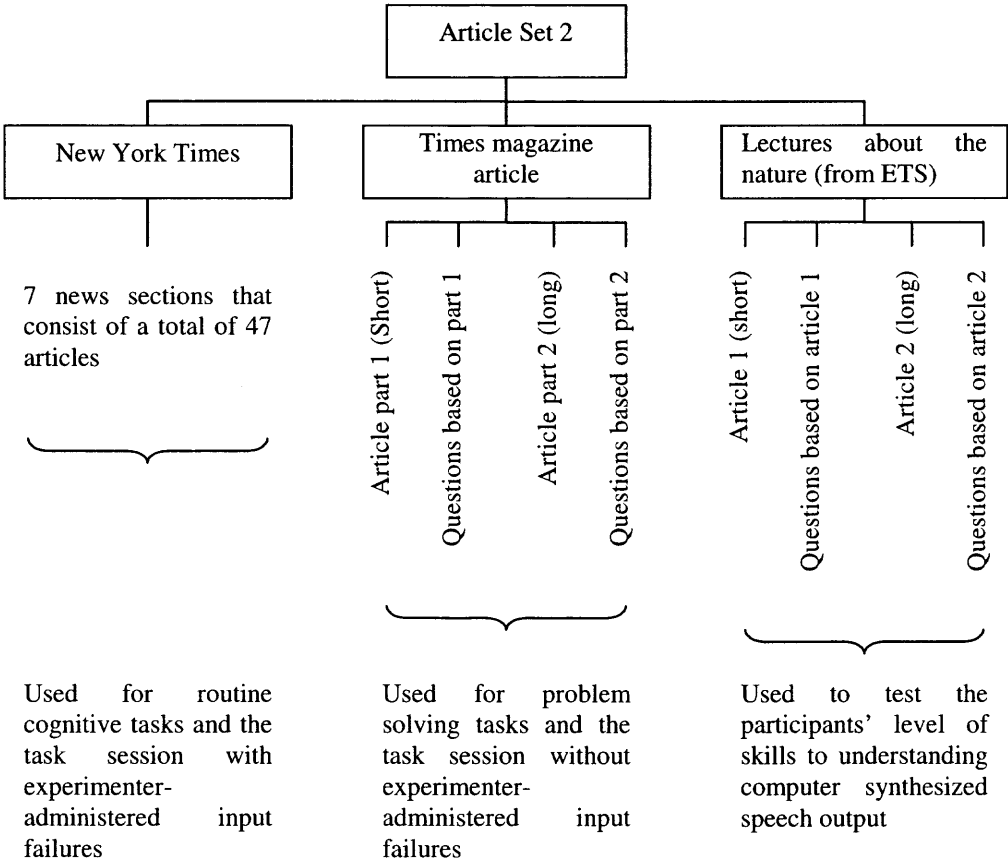 Article Set 2
New York Times
Times magazine
article
Lectures about the
nature (from ETS)
7 news sections that
consist of a total of 47
articles
Article part 1 (Short)
Questions based on part 1
Article part 2 (long)
Questions based on part 2
Article 1 (short)
Questions based on article 1
Article 2 (long)
Questions based on article 2
Used for routine
cognitive tasks and the
task session with
experimenter-
administered input
failures
Used for problem
solving tasks and the
task session without
experimenter-
administered input
failures
Used to test the
participants’ level of
skills to understanding
computer synthesized
speech output